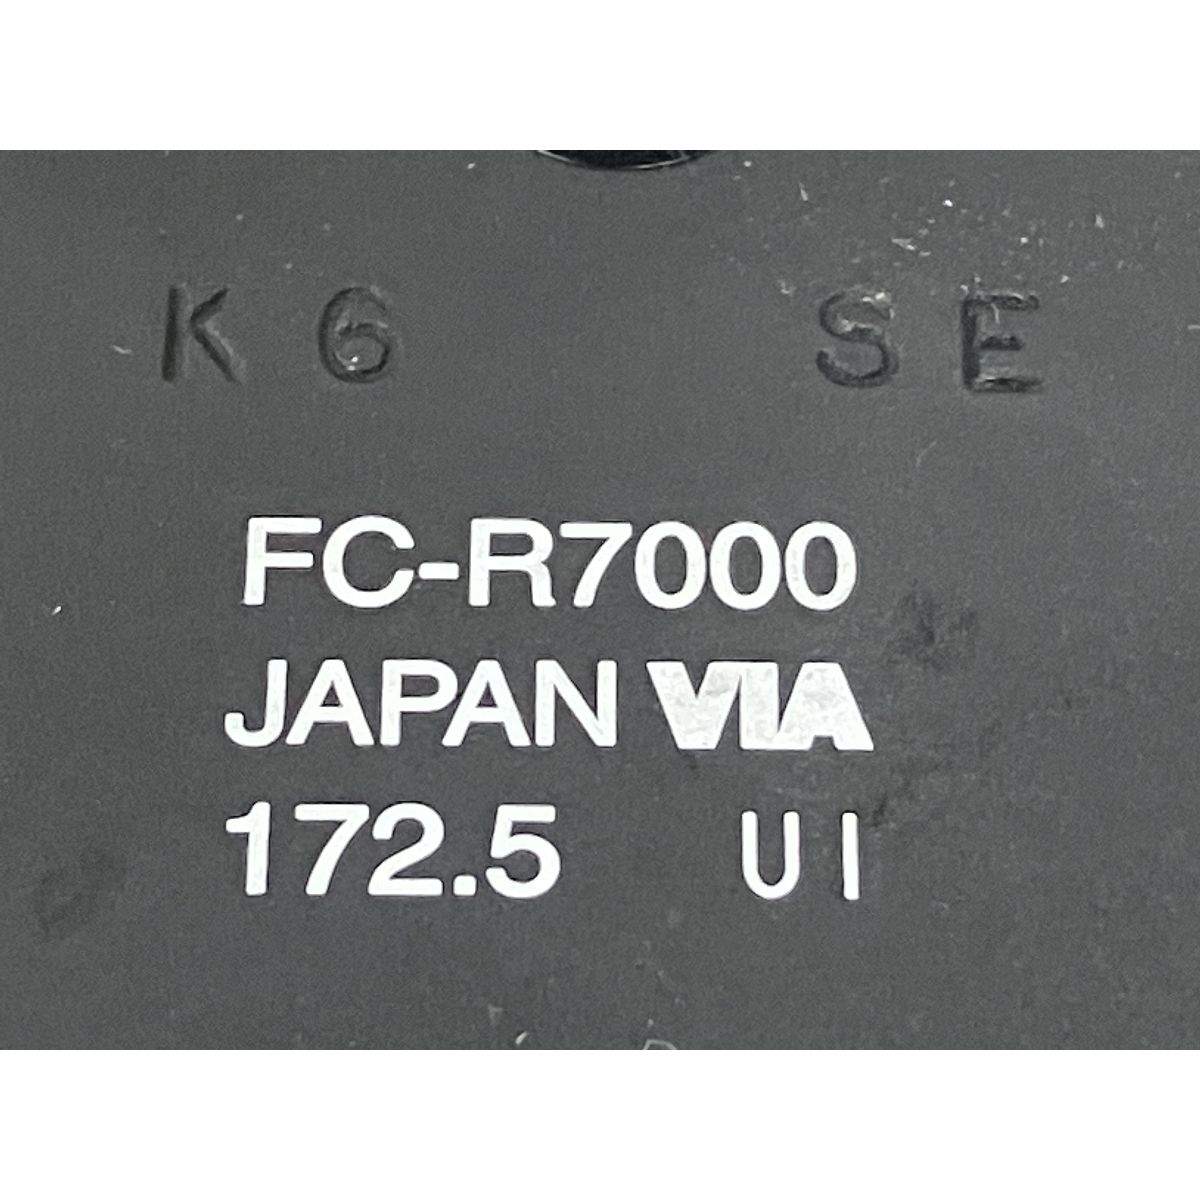 K6 SE
FC-R7000
JAPAN VIA
172.5 UI